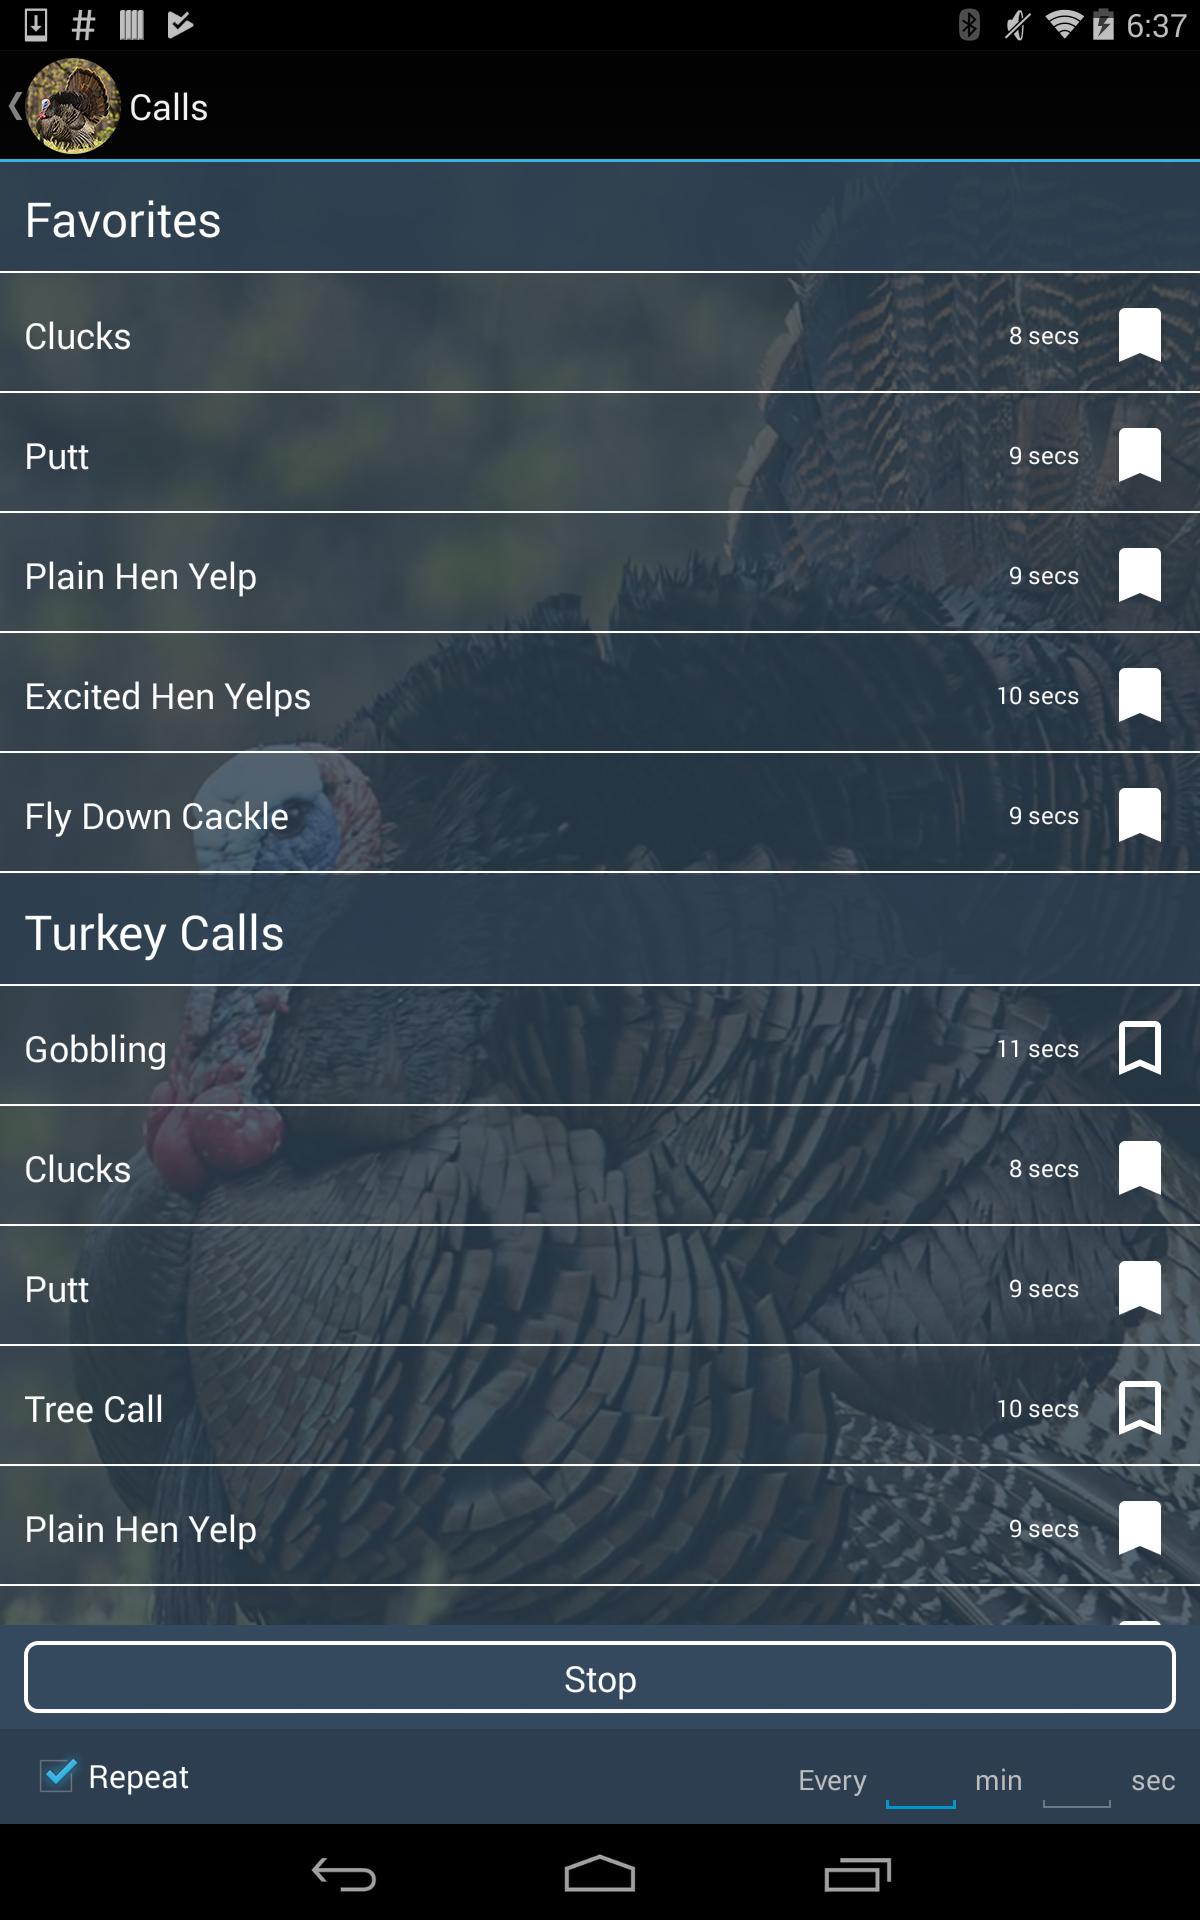 6:37
Calls
Favorites
Clucks 8 secs
Putt 9 secs
Plain Hen Yelp 9 secs
Excited Hen Yelps 10 secs
Fly Down Cackle 9 secs
Turkey Calls
Gobbling 11 secs
Clucks 8 secs
Putt 9 secs
Tree Call 10 secs
Plain Hen Yelp 9 secs
Stop
Repeat Every min sec